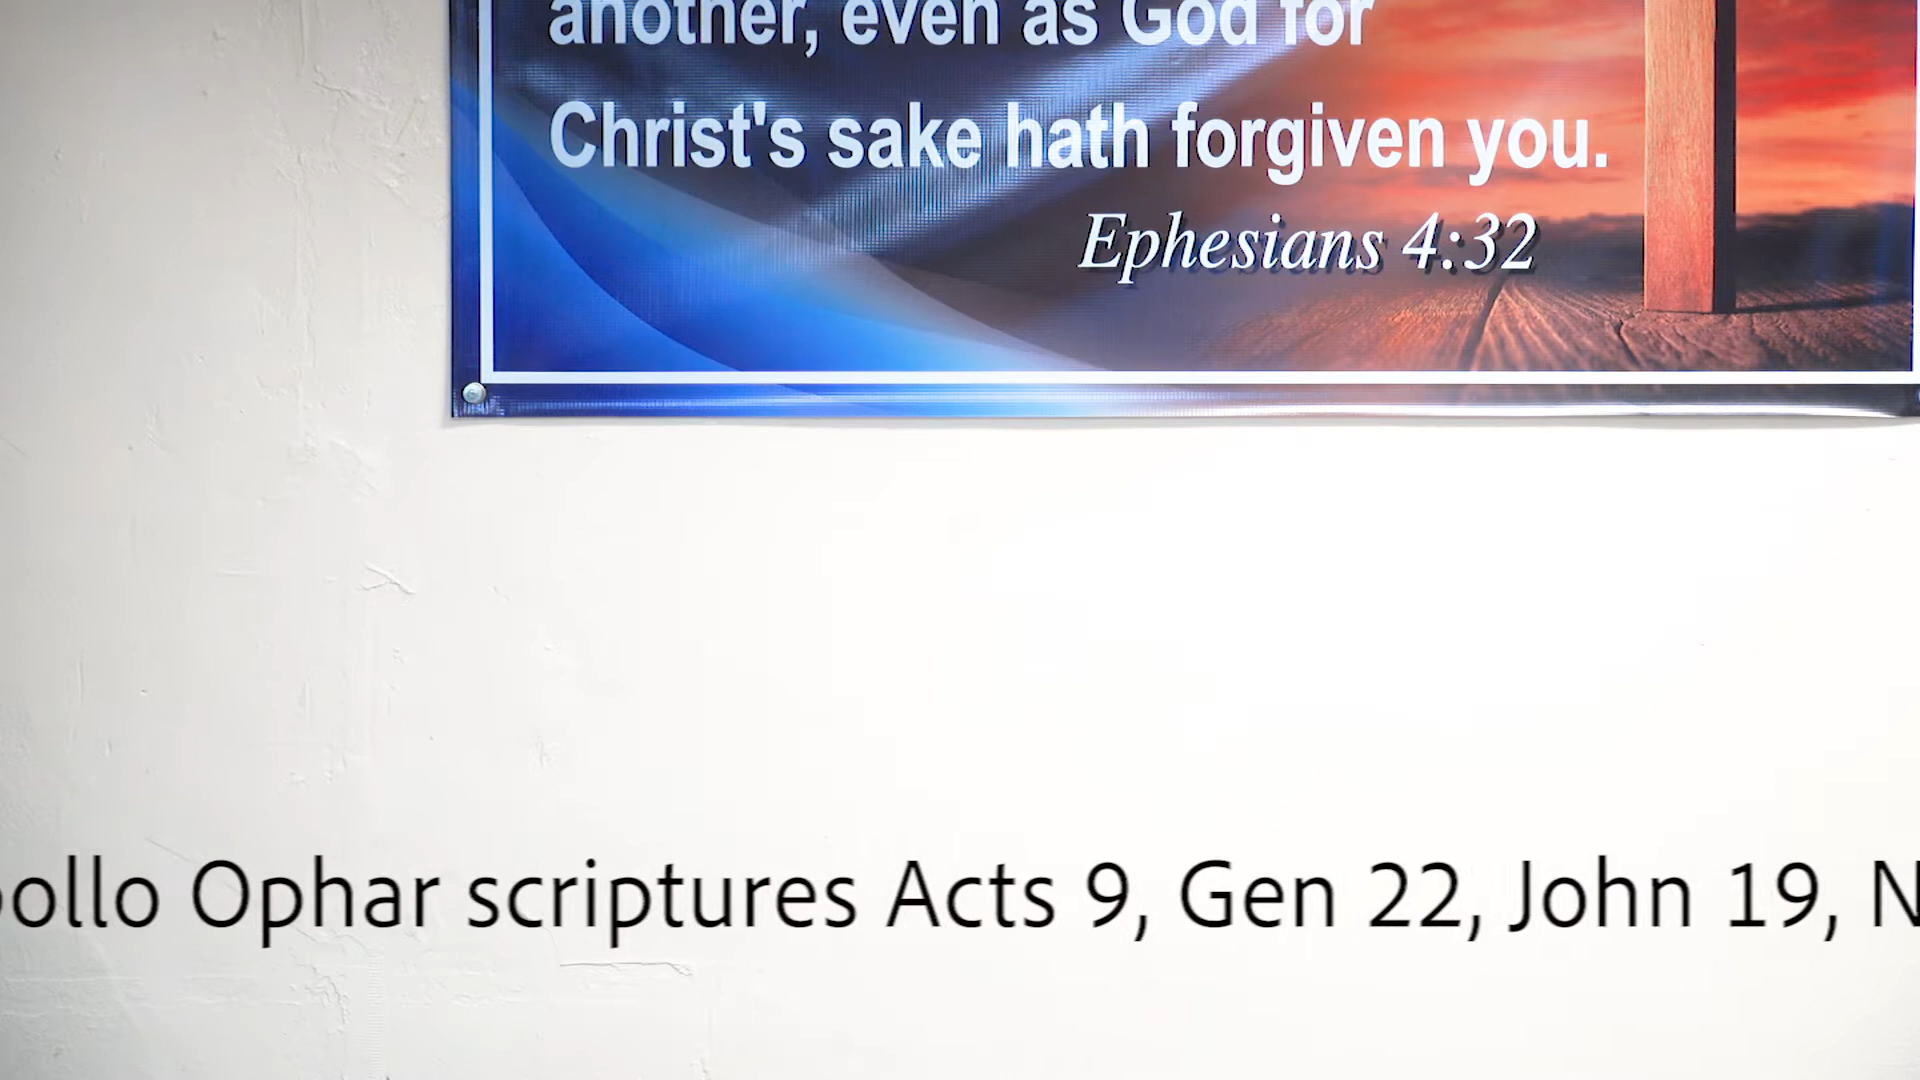 another, even as God for
Christ's sake hath forgiven you.
Ephesians 4:32
Ophar scriptures Acts 9, Gen 22, John 19,